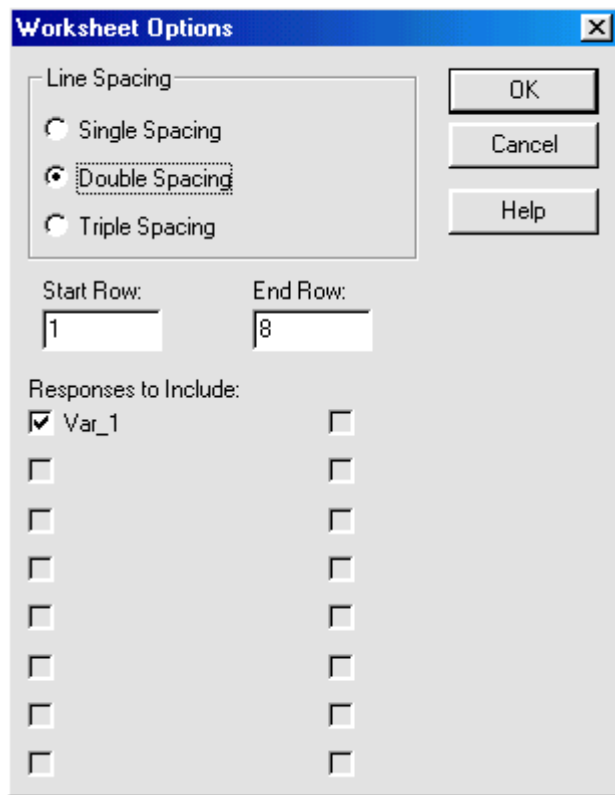 Worksheet Options
Line Spacing
Single Spacing
Double Spacing
Triple Spacing
OK
Cancel
Help
Start Row:
End Row:
1
8
Responses to Include:
Var_1